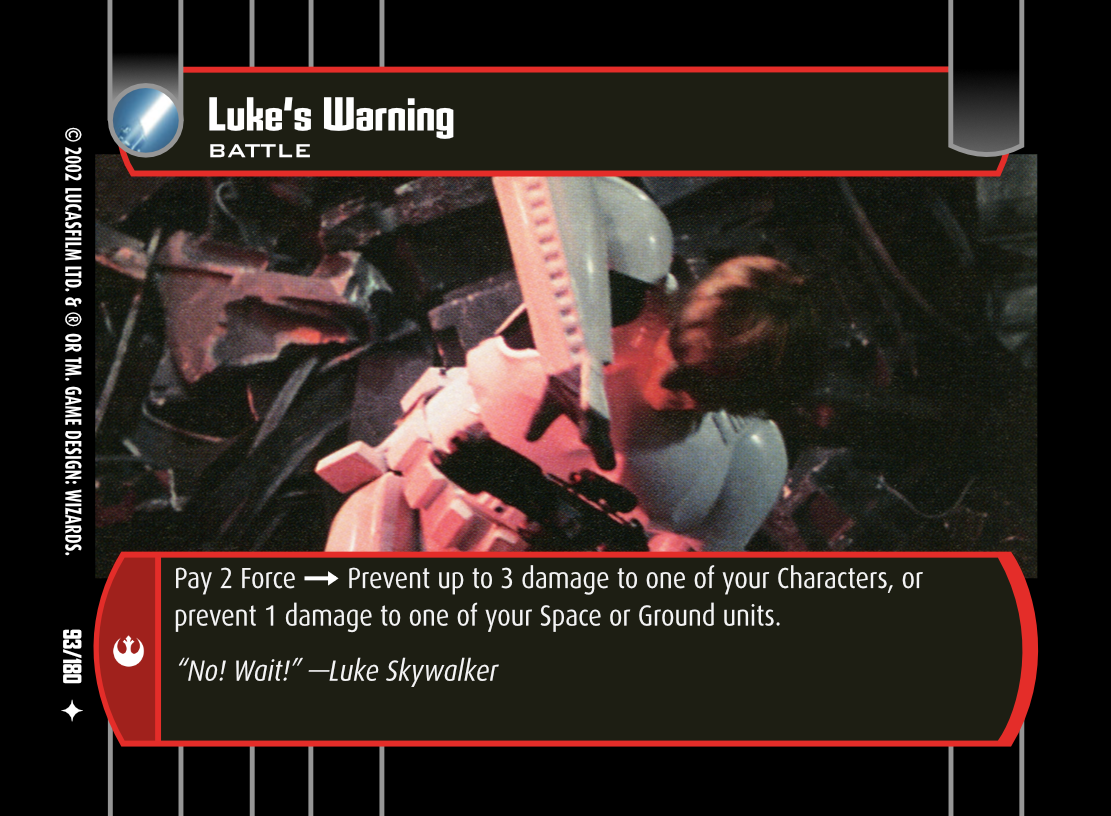 Luke's Warning
BATTLE
© 2002 LUCASFILM LTD. & ® OR TM. GAME DESIGN: WIZARDS.
93/180
Pay 2 Force → Prevent up to 3 damage to one of your Characters, or
prevent 1 damage to one of your Space or Ground units.
“No! Wait!” —Luke Skywalker